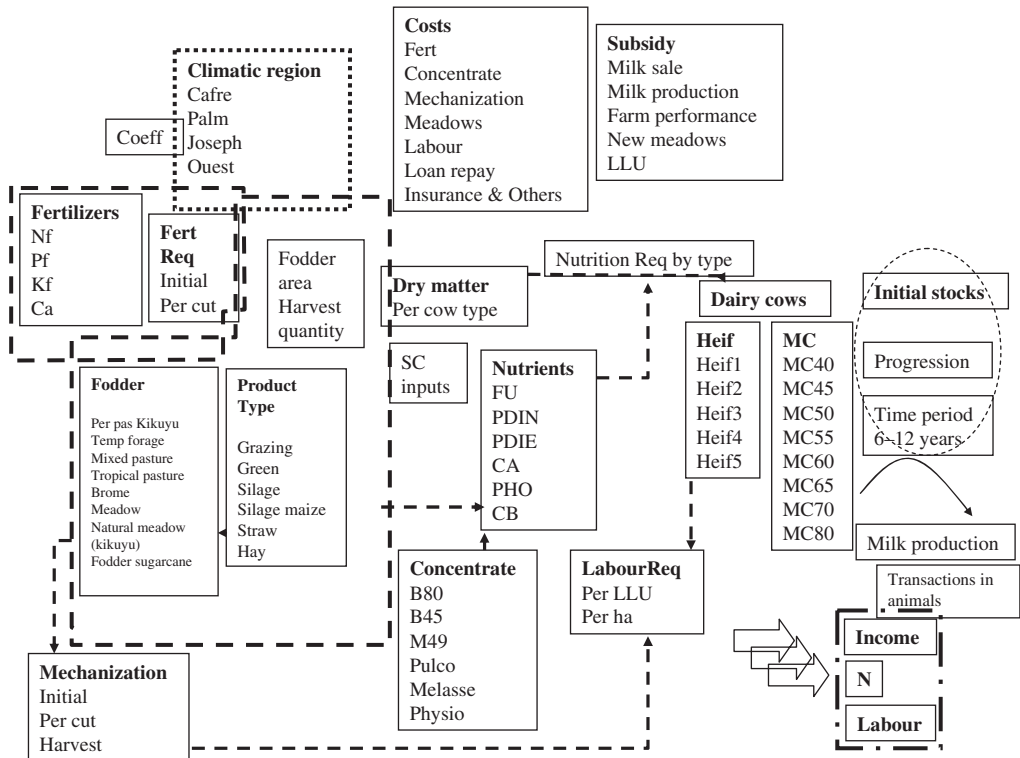 Costs
Fert
Concentrate
Mechanization
Meadows
Labour
Loan repay
Insurance & Others
Subsidy
Milk sale
Milk production
Farm performance
New meadows
LLU
Climatic region
Cafre
Palm
Joseph
Ouest
Coeff
Fertilizers
Nf
Pf
Kf
Ca
Fert
Req
Initial
Per cut
Fodder
area
Harvest
quantity
Dry matter
Per cow type
Nutrition Req by type
Dairy cows
Initial stocks
Progression
Time period
6–12 years
Heif
Heif1
Heif2
Heif3
Heif4
Heif5
MC
MC40
MC45
MC50
MC55
MC60
MC65
MC70
MC80
SC
inputs
Nutrients
FU
PDIN
PDIE
CA
PHO
CB
Fodder
Per pas Kikuyu
Temp forage
Mixed pasture
Tropical pasture
Brome
Meadow
Natural meadow
(kikuyu)
Fodder sugarcane
Product
Type
Grazing
Green
Silage
Silage maize
Straw
Hay
Milk production
Transactions in
animals
Concentrate
B80
B45
M49
Pulco
Melasse
Physio
LabourReq
Per LLU
Per ha
Income
N
Labour
Mechanization
Initial
Per cut
Harvest